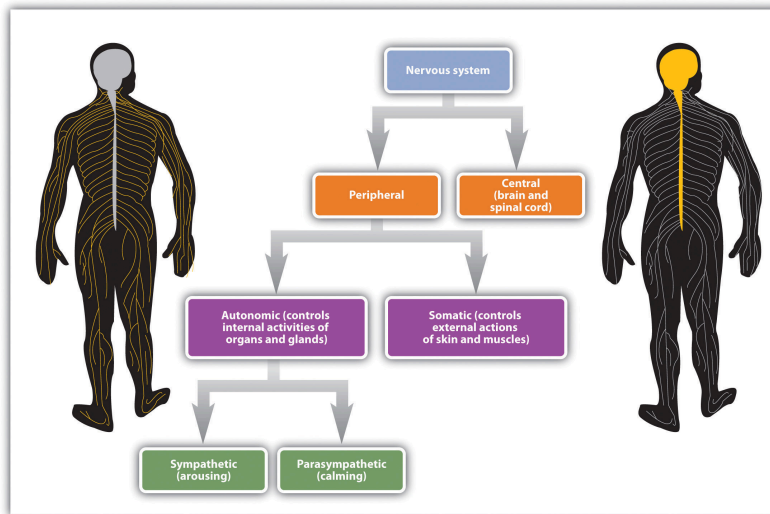 Nervous system
Peripheral
Central
(brain and
spinal cord)
Autonomic (controls
internal activities of
organs and glands)
Somatic (controls
external actions
of skin and muscles)
Sympathetic
(arousing)
Parasympathetic
(calming)